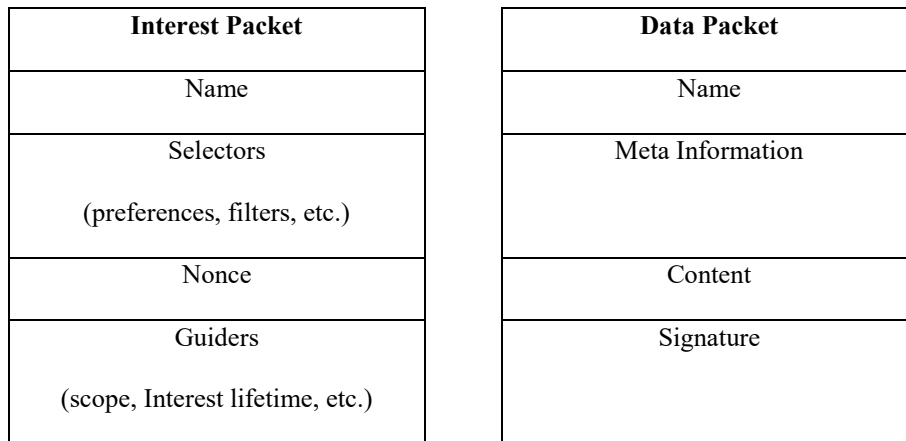 Interest Packet
Name
Selectors
(preferences, filters, etc.)
Nonce
Guiders
(scope, Interest lifetime, etc.)
Data Packet
Name
Meta Information
Content
Signature